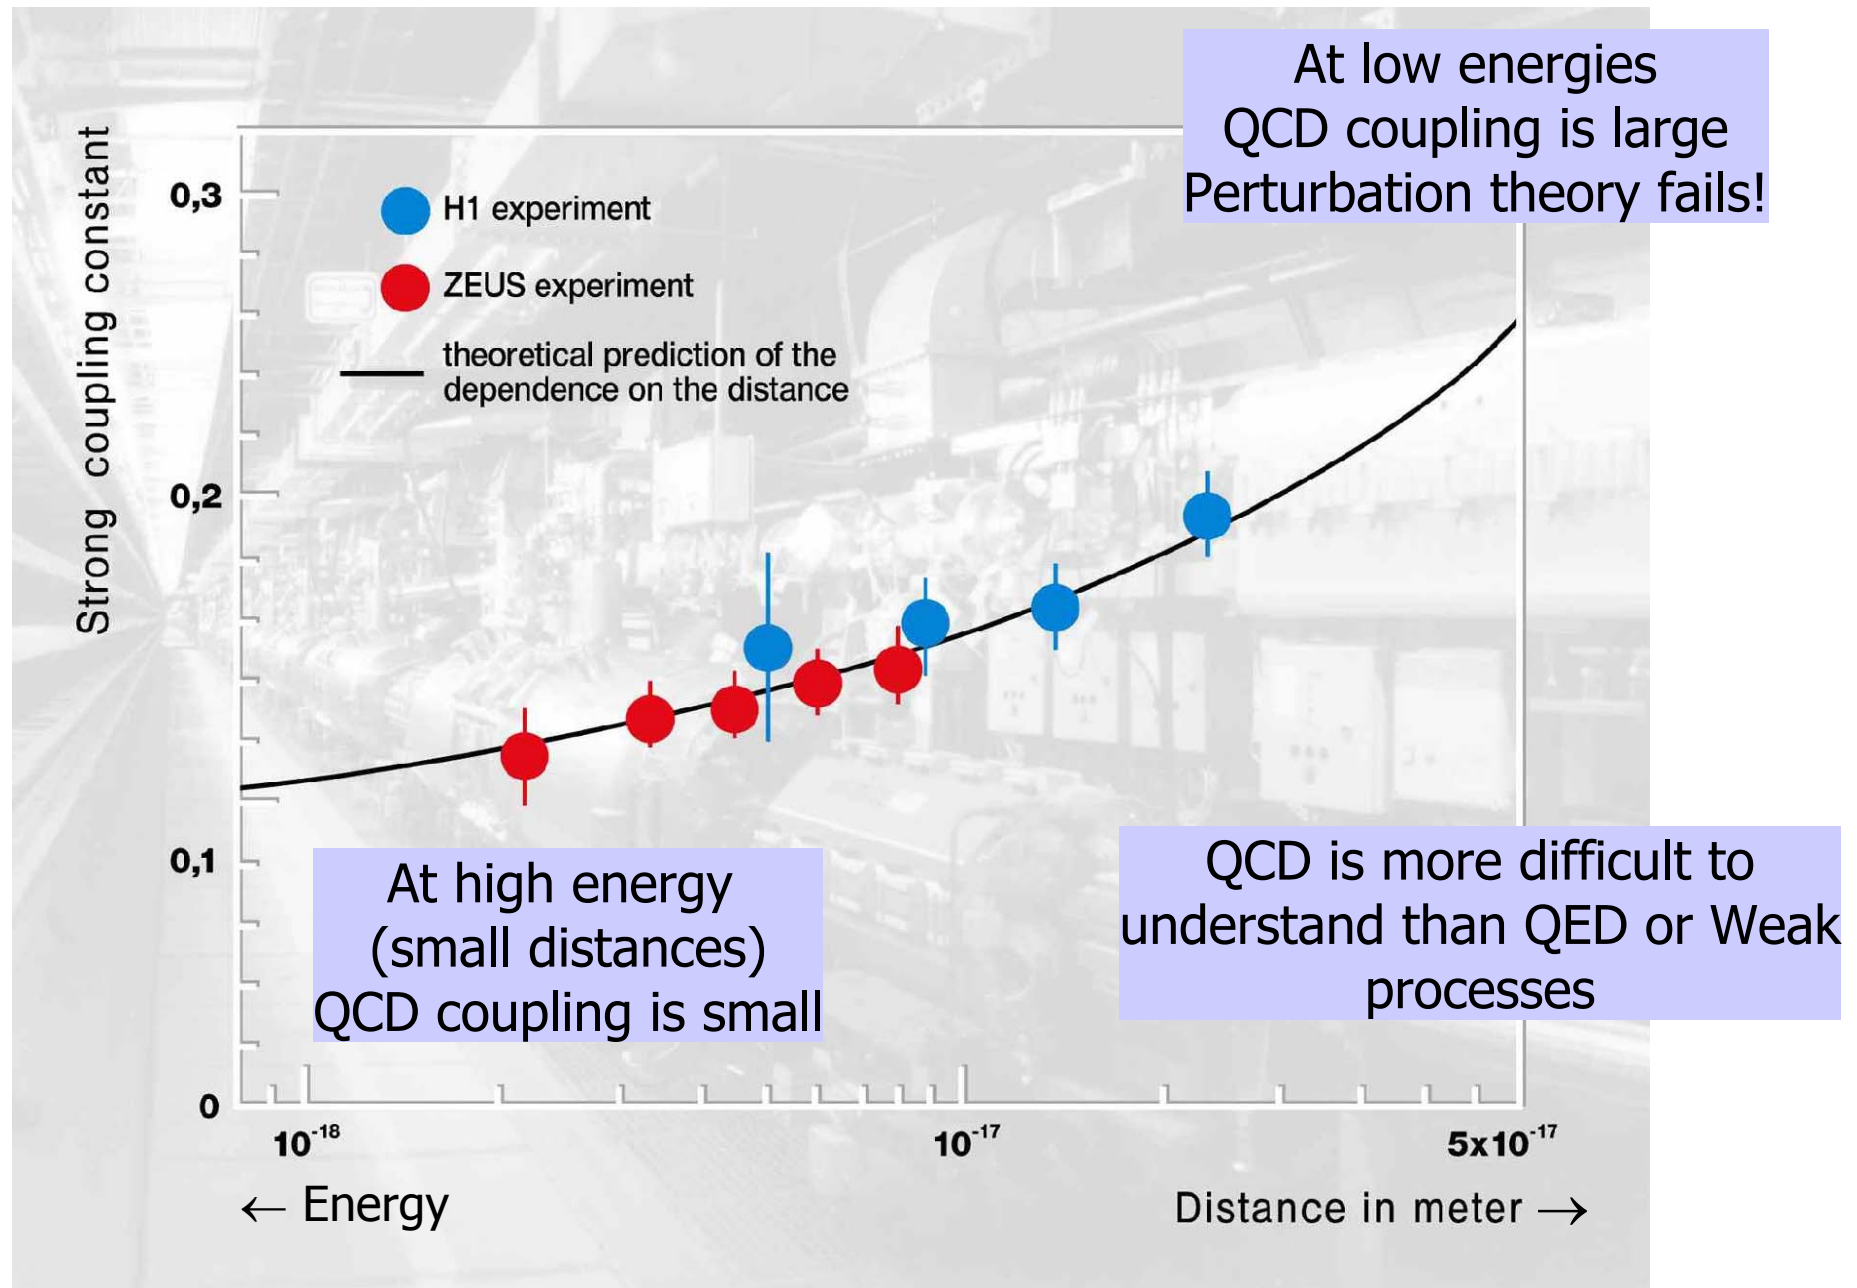 At low energies
QCD coupling is large
Perturbation theory fails!
Strong coupling constant
0,3
0,2
0,1
0
H1 experiment
ZEUS experiment
theoretical prediction of the
dependence on the distance
At high energy
(small distances)
QCD coupling is small
QCD is more difficult to
understand than QED or Weak
processes
10⁻¹⁸
10⁻¹⁷
5x10⁻¹⁷
← Energy
Distance in meter →